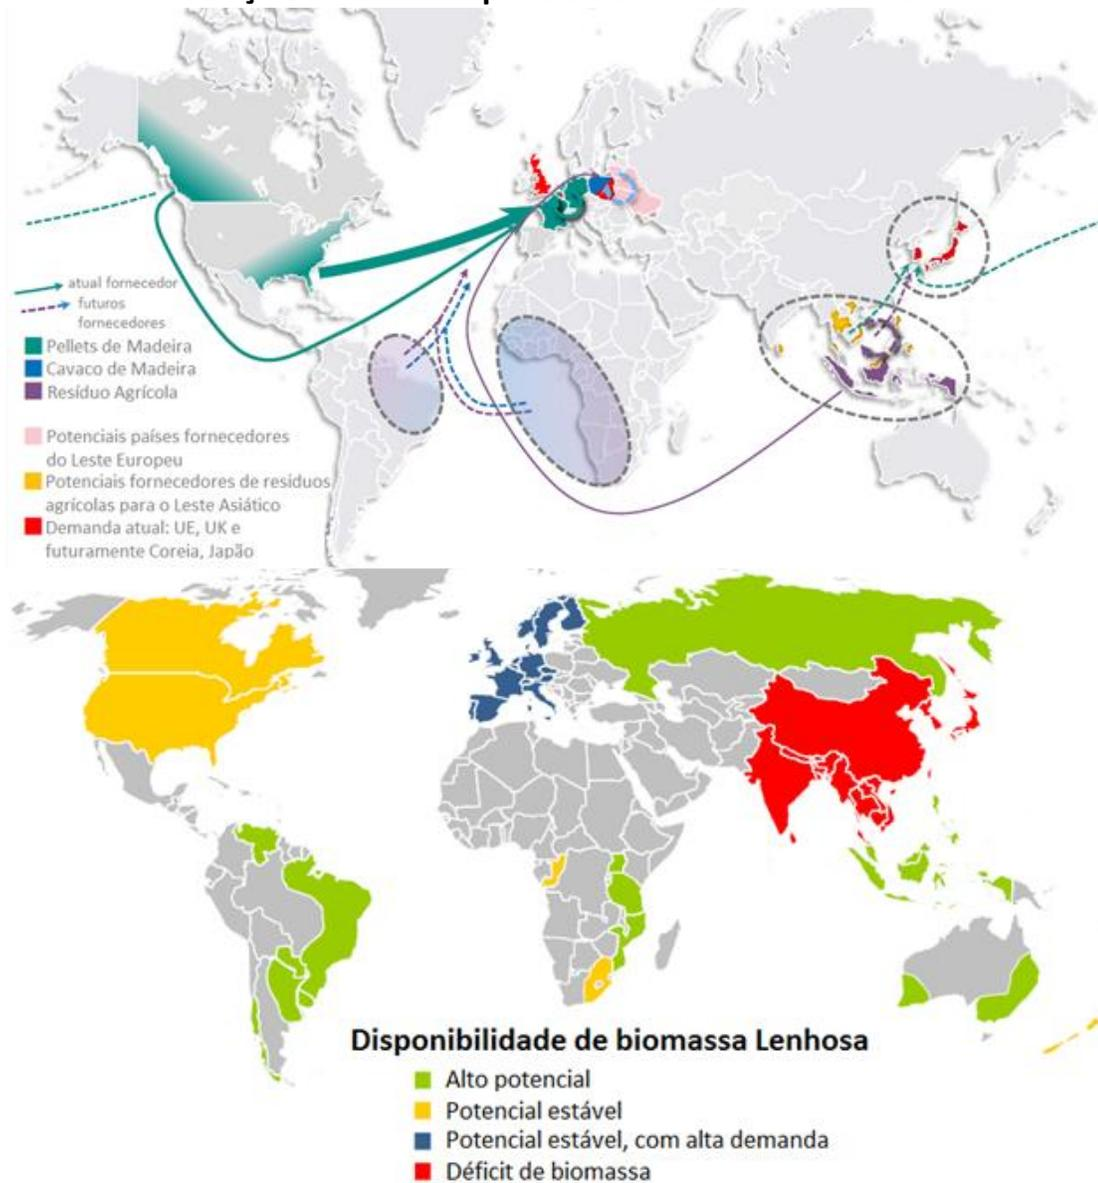 atual fornecedor
futuros
fornecedores
Pellets de Madeira
Cavaco de Madeira
Resíduo Agrícola
Potenciais países fornecedores
do Leste Europeu
Potenciais fornecedores de resíduos
agrícolas para o Leste Asiático
Demanda atual: UE, UK e
futuramente Coreia, Japão
Disponibilidade de biomassa Lenhosa
Alto potencial
Potencial estável
Potencial estável, com alta demanda
Déficit de biomassa